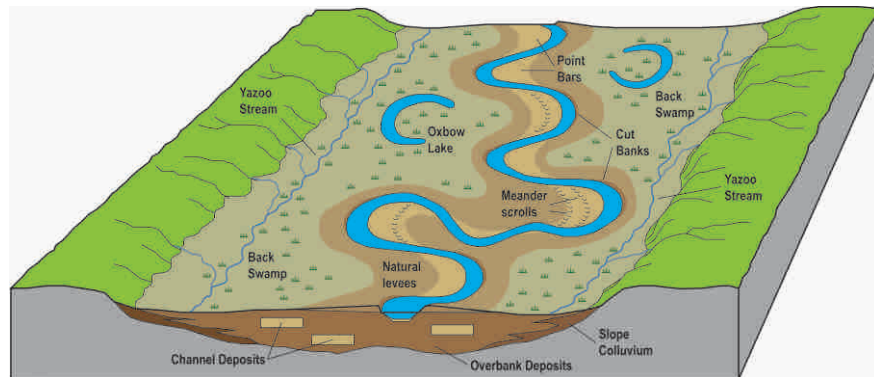 Point
Bars
Yazoo
Stream
Back
Swamp
Oxbow
Lake
Cut
Banks
Yazoo
Stream
Meander
scrolls
Back
Swamp
Natural
levees
Slope
Colluvium
Channel Deposits
Overbank Deposits